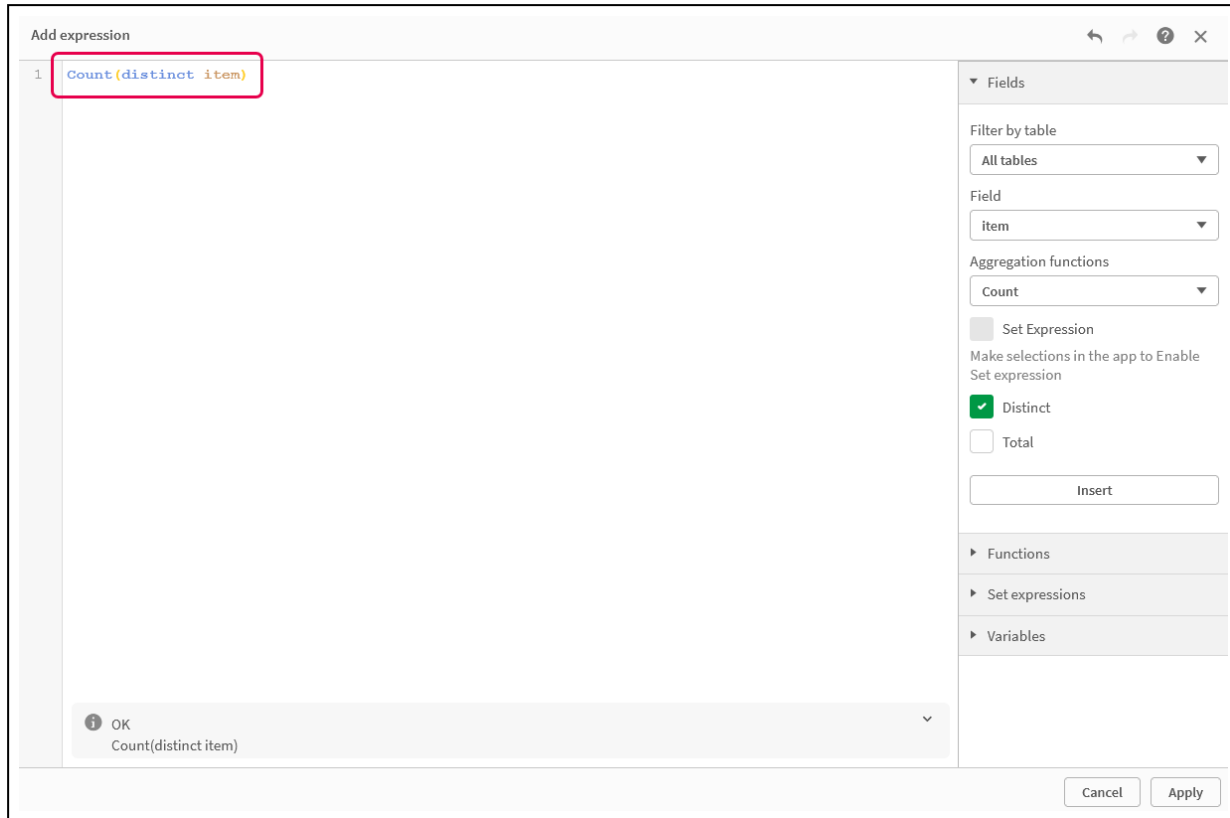 Add expression
1 Count(distinct item)
Fields
Filter by table
All tables
Field
item
Aggregation functions
Count
Set Expression
Make selections in the app to Enable
Set expression
Distinct
Total
Insert
Functions
Set expressions
Variables
OK
Count(distinct item)
Cancel Apply